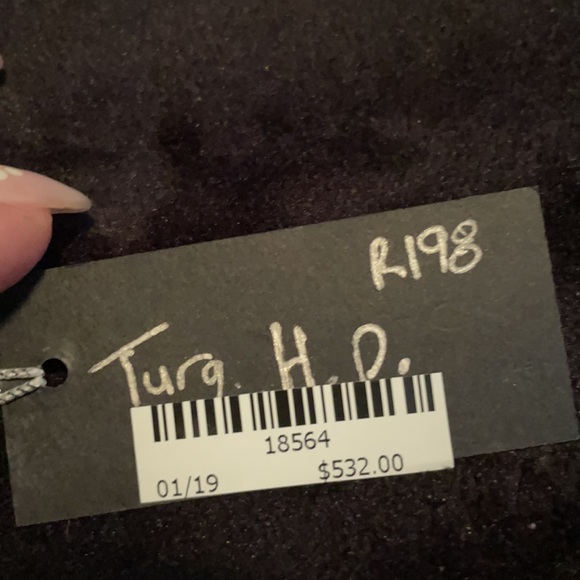 R198
Turq. H.D.
18564
01/19 $532.00